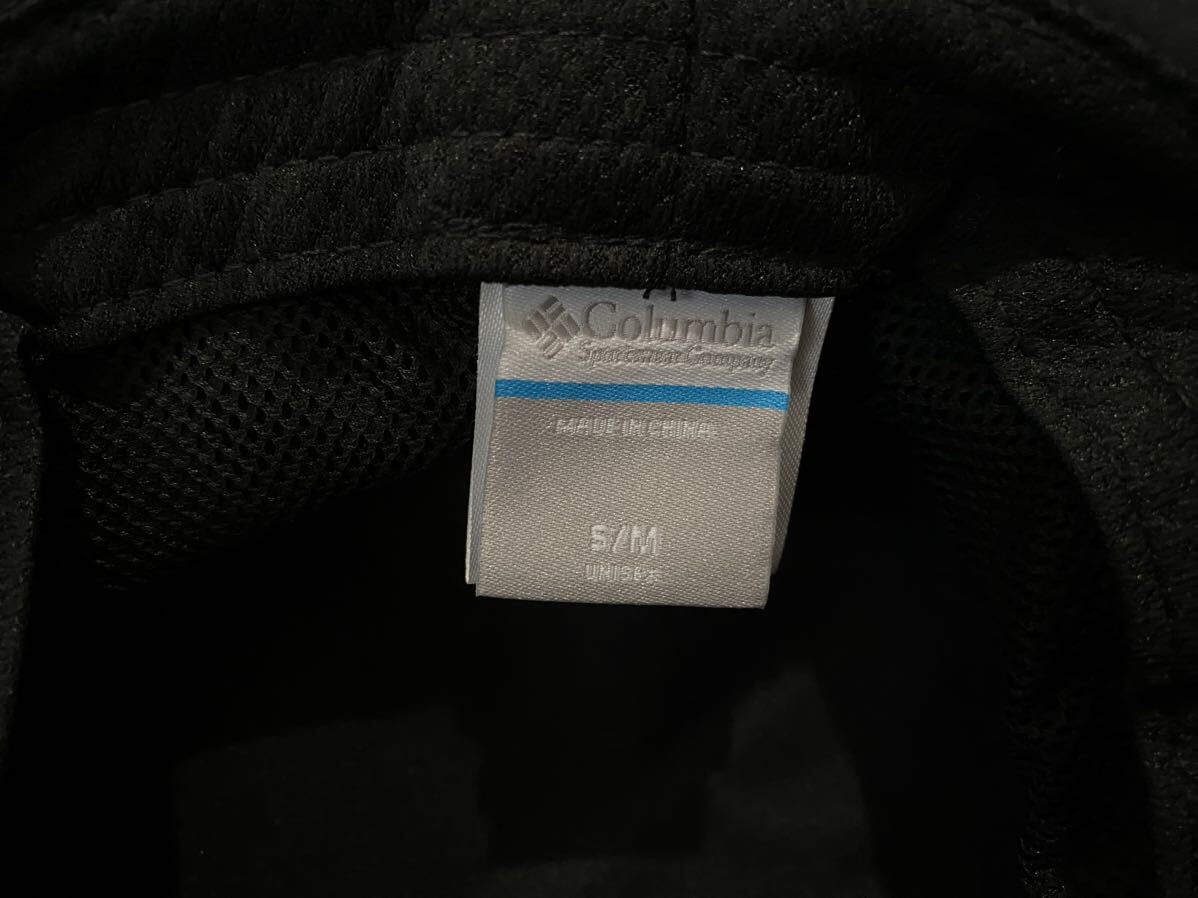 Columbia
Sportswear Company
MADE IN CHINA
S/M
UNISEX